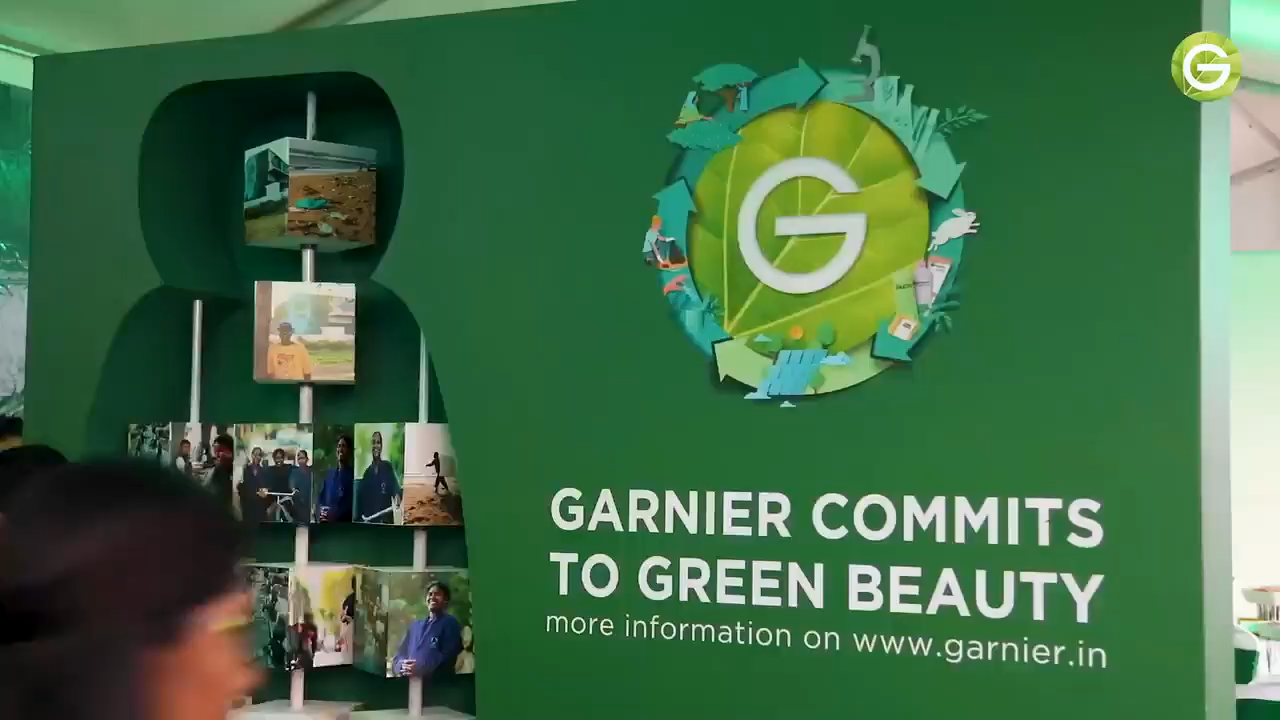 G
G
GARNIER COMMITS
TO GREEN BEAUTY
more information on www.garnier.in